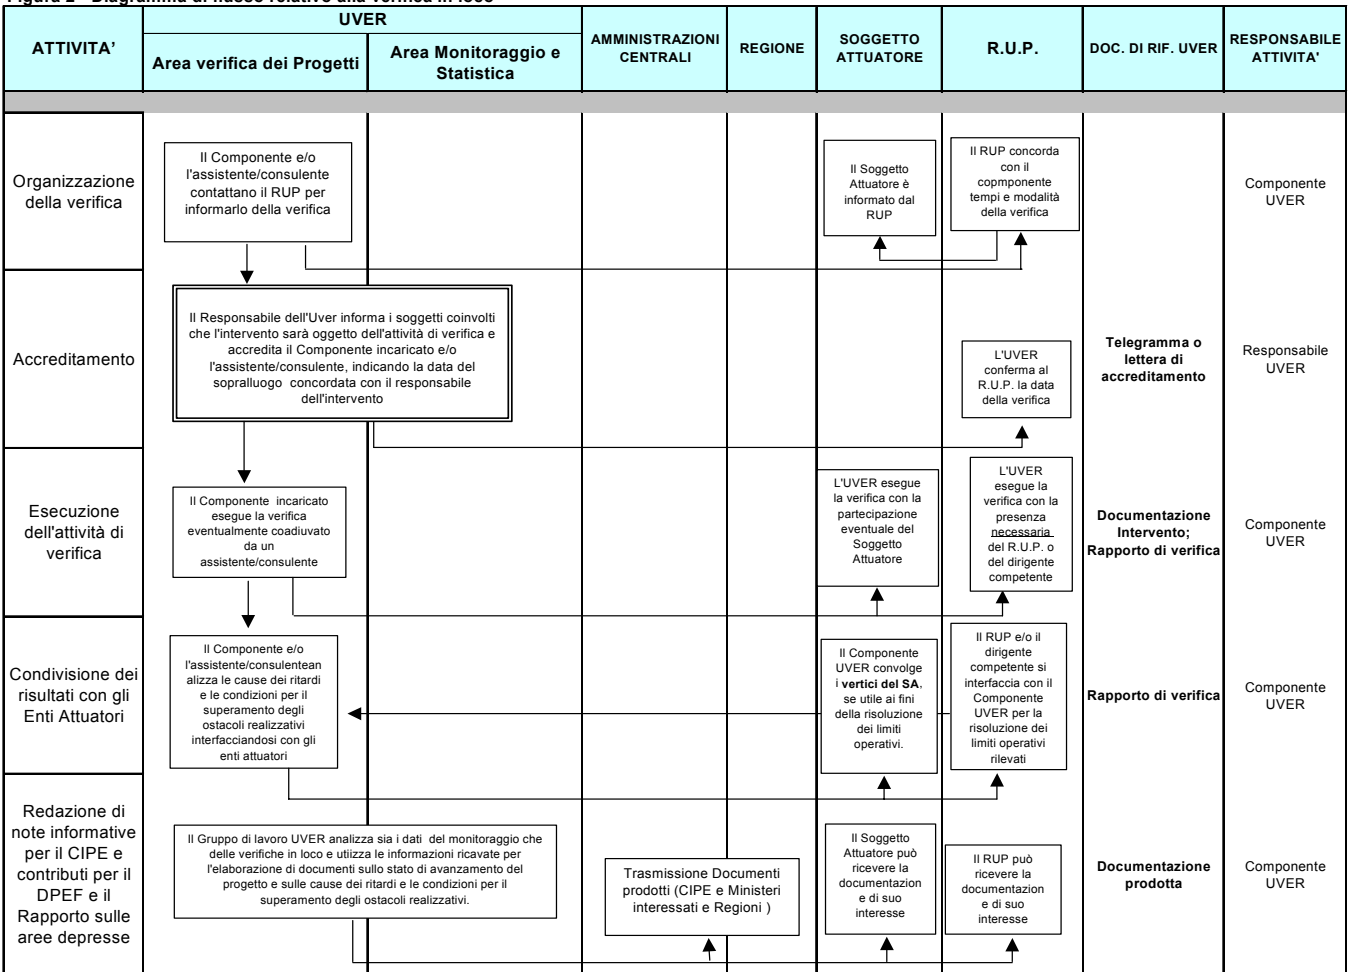 Figura 2 - Diagramma di flusso relativo alla verifica in loco
ATTIVITA'
UVER
Area verifica dei Progetti
Area Monitoraggio e
Statistica
AMMINISTRAZIONI
CENTRALI
REGIONE
SOGGETTO
ATTUATORE
R.U.P.
DOC. DI RIF. UVER
RESPONSABILE
ATTIVITA'
Organizzazione
della verifica
Il Componente e/o
l'assistente/consulente
contattano il RUP per
informarlo della verifica
Il Soggetto
Attuatore è
informato dal
RUP
Il RUP concorda
con il
copmponente
tempi e modalità
della verifica
Componente
UVER
Accreditamento
Il Responsabile dell'Uver informa i soggetti coinvolti
che l'intervento sarà oggetto dell'attività di verifica e
accredita il Componente incaricato e/o
l'assistente/consulente, indicando la data del
sopralluogo concordata con il responsabile
dell'intervento
L'UVER
conferma al
R.U.P. la data
della verifica
Telegramma o
lettera di
accreditamento
Responsabile
UVER
Esecuzione
dell'attività di
verifica
Il Componente incaricato
esegue la verifica
eventualmente coadiuvato
da un
assistente/consulente
L'UVER esegue
la verifica con la
partecipazione
eventuale del
Soggetto
Attuatore
L'UVER
esegue la
verifica con la
presenza
necessaria
del R.U.P. o
del dirigente
competente
Documentazione
Intervento;
Rapporto di verifica
Componente
UVER
Condivisione dei
risultati con gli
Enti Attuatori
Il Componente e/o
l'assistente/consulentean
alizza le cause dei ritardi
e le condizioni per il
superamento degli
ostacoli realizzativi
interfacciandosi con gli
enti attuatori
Il Componente
UVER convolge
i vertici del SA,
se utile ai fini
della risoluzione
dei limiti
operativi.
Il RUP e/o il
dirigente
competente si
interfaccia con il
Componente
UVER per la
risoluzione dei
limiti operativi
rilevati
Rapporto di verifica
Componente
UVER
Redazione di
note informative
per il CIPE e
contributi per il
DPEF e il
Rapporto sulle
aree depresse
Il Gruppo di lavoro UVER analizza sia i dati del monitoraggio che
delle verifiche in loco e utiizza le informazioni ricavate per
l'elaborazione di documenti sullo stato di avanzamento del
progetto e sulle cause dei ritardi e le condizioni per il
superamento degli ostacoli realizzativi.
Trasmissione Documenti
prodotti (CIPE e Ministeri
interessati e Regioni )
Il Soggetto
Attuatore può
ricevere la
documentazion
e di suo
interesse
Il RUP può
ricevere la
documentazion
e di suo
interesse
Documentazione
prodotta
Componente
UVER